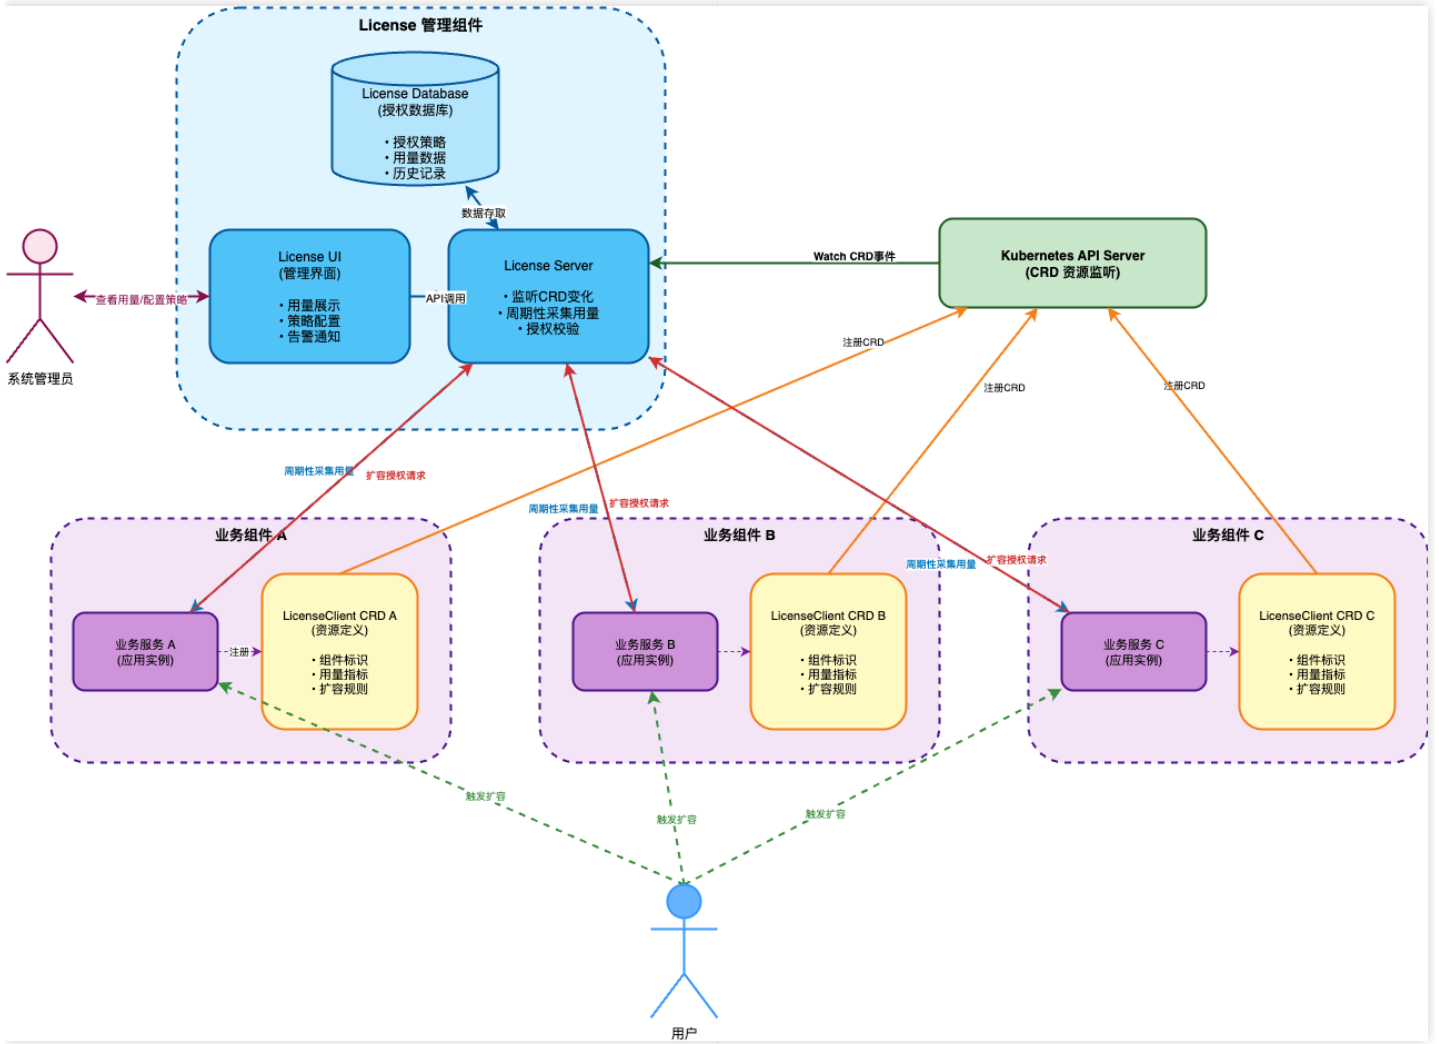 License 管理组件
License Database
(授权数据库)
• 授权策略
• 用量数据
• 历史记录
数据存取
License UI
(管理界面)
• 用量展示
• 策略配置
• 告警通知
API调用
License Server
• 监听CRD变化
• 周期性采集用量
• 授权校验
Watch CRD事件
Kubernetes API Server
(CRD 资源监听)
查看用量/配置策略
系统管理员
注册CRD
注册CRD
注册CRD
周期性采集用量
扩容授权请求
周期性采集用量
扩容授权请求
周期性采集用量
扩容授权请求
业务组件 A
业务服务 A
(应用实例)
注册
LicenseClient CRD A
(资源定义)
• 组件标识
• 用量指标
• 扩容规则
业务组件 B
业务服务 B
(应用实例)
LicenseClient CRD B
(资源定义)
• 组件标识
• 用量指标
• 扩容规则
业务组件 C
业务服务 C
(应用实例)
LicenseClient CRD C
(资源定义)
• 组件标识
• 用量指标
• 扩容规则
触发扩容
触发扩容
触发扩容
用户